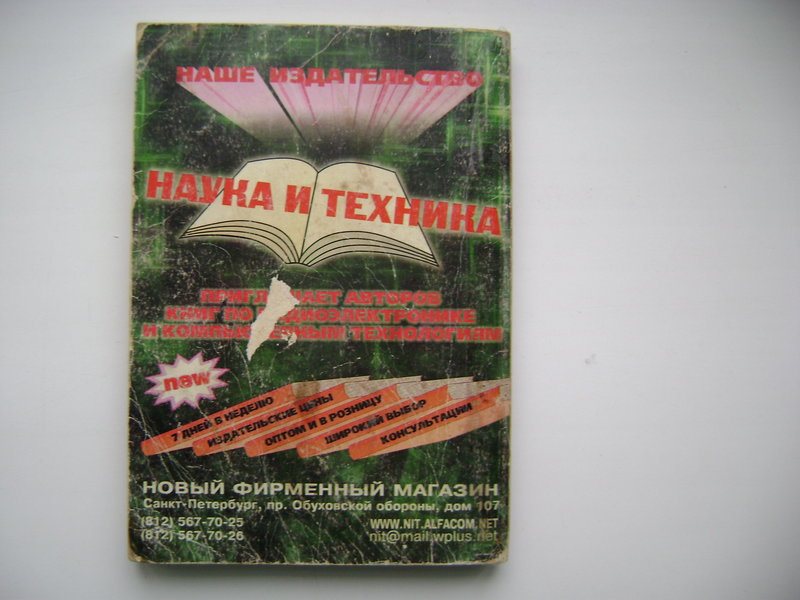 НАШЕ ИЗДАТЕЛЬСТВО
НАУКА И ТЕХНИКА
АВТОРОВ
КНИГ ПО
И ТЕХНОЛОГИЯМ
new
7 ДНЕЙ В НЕДЕЛЮ
ИЗДАТЕЛЬСКИЕ ЦЕНЫ
ОПТОМ И В РОЗНИЦУ
ШИРОКИЙ ВЫБОР
КОНСУЛЬТАЦИИ
НОВЫЙ ФИРМЕННЫЙ МАГАЗИН
Санкт-Петербург, пр. Обуховской обороны, дом 107
(812) 567-70-25
WWW.NIT.ALFACOM.NET
(812) 567-70-26
nit@mail.wplus.net